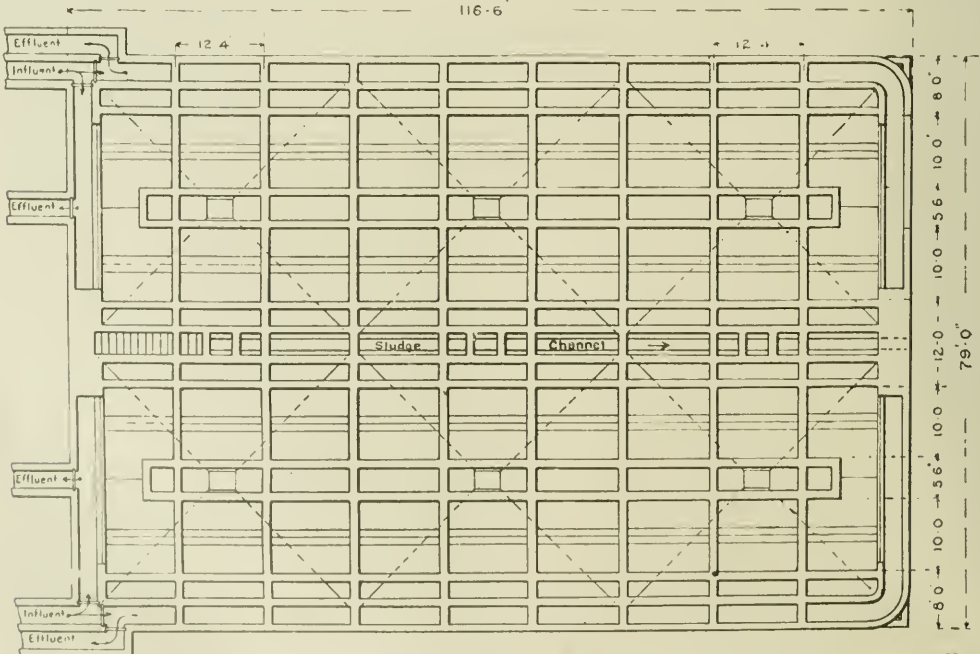 116·6"
Effluent
12·4
12·4
Influent
8·0"
10·0"
Effluent
5·6
10·0
Sludge Channel
12·0
79'·0"
10·0
Effluent
5·6"
10·0
Influent
8·0"
Effluent